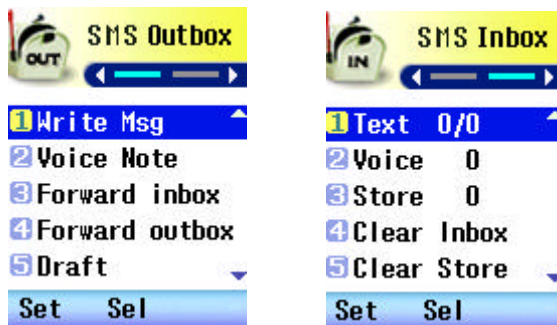 OUT
SMS Outbox
1 Write Msg
2 Voice Note
3 Forward inbox
4 Forward outbox
5 Draft
Set Sel
IN
SMS Inbox
1 Text 0/0
2 Voice 0
3 Store 0
4 Clear Inbox
5 Clear Store
Set Sel